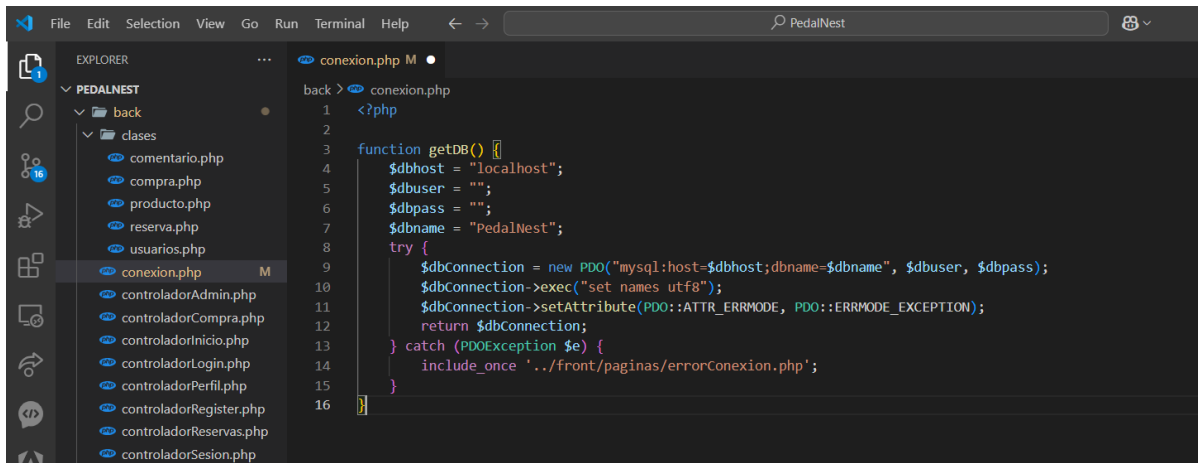 File Edit Selection View Go Run Terminal Help ← → PedalNest
EXPLORER ···
PEDALNEST
back
clases
comentario.php
compra.php
producto.php
reserva.php
usuarios.php
conexion.php M
controladorAdmin.php
controladorCompra.php
controladorInicio.php
controladorLogin.php
controladorPerfil.php
controladorRegister.php
controladorReservas.php
controladorSesion.php
1
16
conexion.php M ●
back > conexion.php
1 <?php
2
3 function getDB() {
4     $dbhost = "localhost";
5     $dbuser = "";
6     $dbpass = "";
7     $dbname = "PedalNest";
8     try {
9         $dbConnection = new PDO("mysql:host=$dbhost;dbname=$dbname", $dbuser, $dbpass);
10         $dbConnection->exec("set names utf8");
11         $dbConnection->setAttribute(PDO::ATTR_ERRMODE, PDO::ERRMODE_EXCEPTION);
12         return $dbConnection;
13     } catch (PDOException $e) {
14         include_once '../front/paginas/errorConexion.php';
15     }
16 }